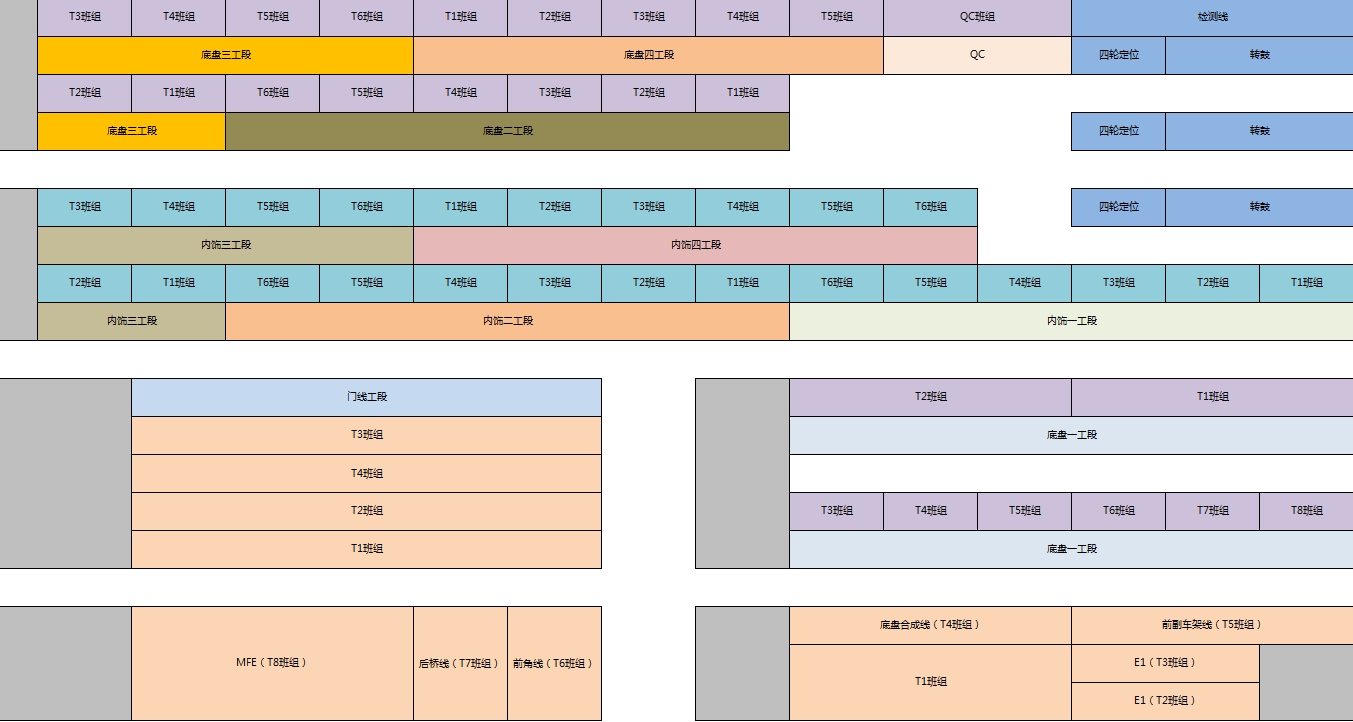 T3班组 T4班组 T5班组 T6班组 T1班组 T2班组 T3班组 T4班组 T5班组 QC班组 检测线
底盘三工段 底盘四工段 QC 四轮定位 转鼓
T2班组 T1班组 T6班组 T5班组 T4班组 T3班组 T2班组 T1班组
底盘三工段 底盘二工段 四轮定位 转鼓
T3班组 T4班组 T5班组 T6班组 T1班组 T2班组 T3班组 T4班组 T5班组 T6班组 四轮定位 转鼓
内饰三工段 内饰四工段
T2班组 T1班组 T6班组 T5班组 T4班组 T3班组 T2班组 T1班组 T6班组 T5班组 T4班组 T3班组 T2班组 T1班组
内饰三工段 内饰二工段 内饰一工段
门线工段 T2班组 T1班组
T3班组 底盘一工段
T4班组
T2班组 T3班组 T4班组 T5班组 T6班组 T7班组 T8班组
T1班组 底盘一工段
底盘合成线（T4班组） 前副车架线（T5班组）
MFE（T8班组） 后桥线（T7班组） 前角线（T6班组） E1（T3班组）
T1班组
E1（T2班组）